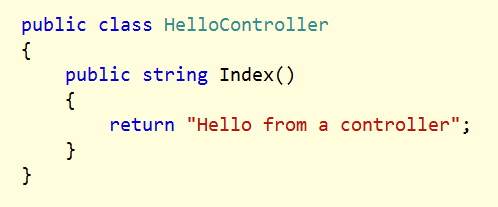 public class HelloController
{
    public string Index()
    {
        return "Hello from a controller";
    }
}